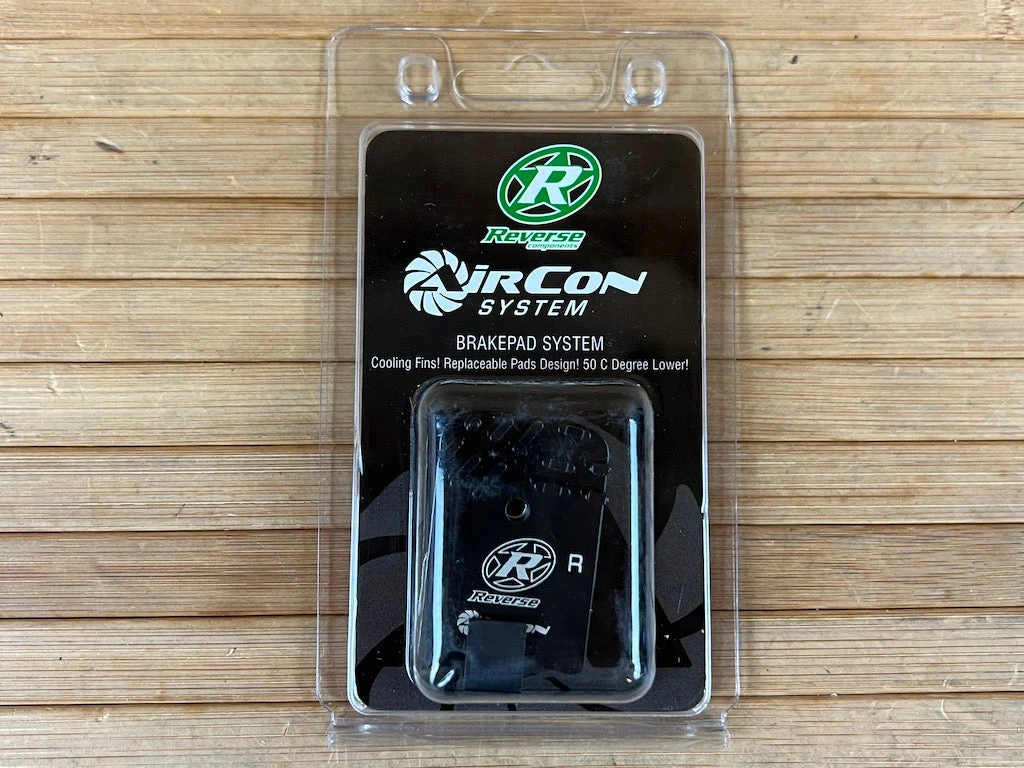 R
Reverse
components
AIRCON
SYSTEM
BRAKEPAD SYSTEM
Cooling Fins! Replaceable Pads Design! 50 C Degree Lower!
R
R
Reverse